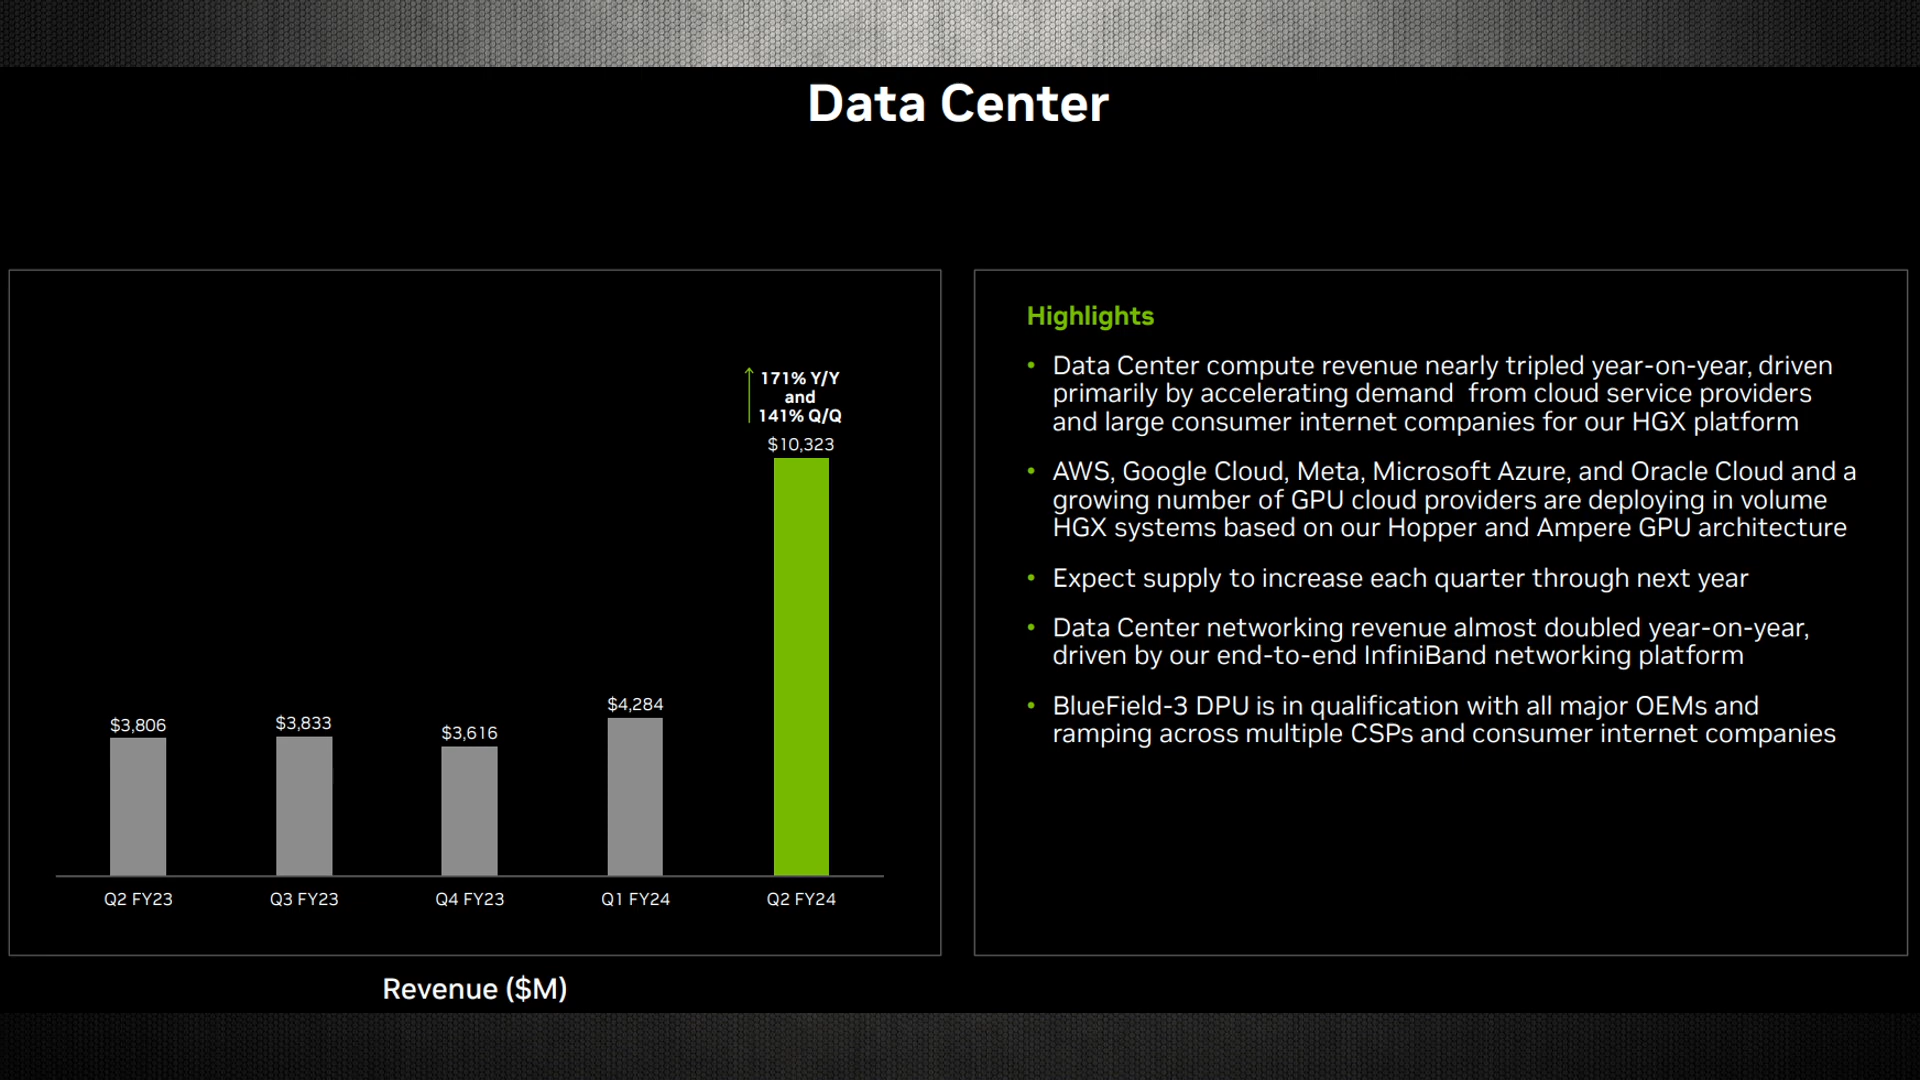 Data Center
171% Y/Y
and
141% Q/Q
$10,323
$3,806
$3,833
$3,616
$4,284
Q2 FY23
Q3 FY23
Q4 FY23
Q1 FY24
Q2 FY24
Revenue ($M)
Highlights
• Data Center compute revenue nearly tripled year-on-year, driven
primarily by accelerating demand  from cloud service providers
and large consumer internet companies for our HGX platform
• AWS, Google Cloud, Meta, Microsoft Azure, and Oracle Cloud and a
growing number of GPU cloud providers are deploying in volume
HGX systems based on our Hopper and Ampere GPU architecture
• Expect supply to increase each quarter through next year
• Data Center networking revenue almost doubled year-on-year,
driven by our end-to-end InfiniBand networking platform
• BlueField-3 DPU is in qualification with all major OEMs and
ramping across multiple CSPs and consumer internet companies